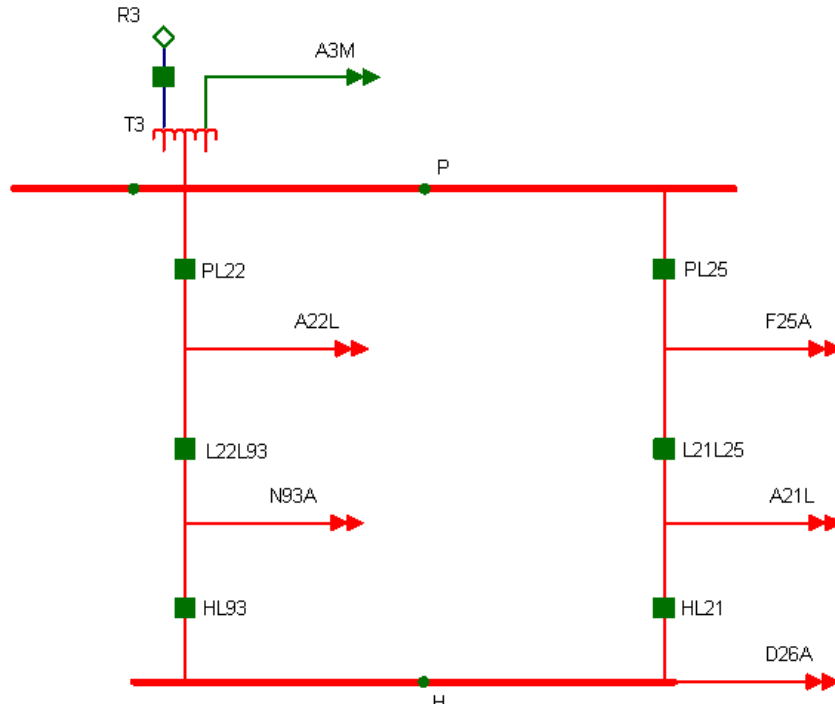 R3
A3M
T3
P
PL22
PL25
A22L
F25A
L22L93
L21L25
N93A
A21L
HL93
HL21
D26A
H